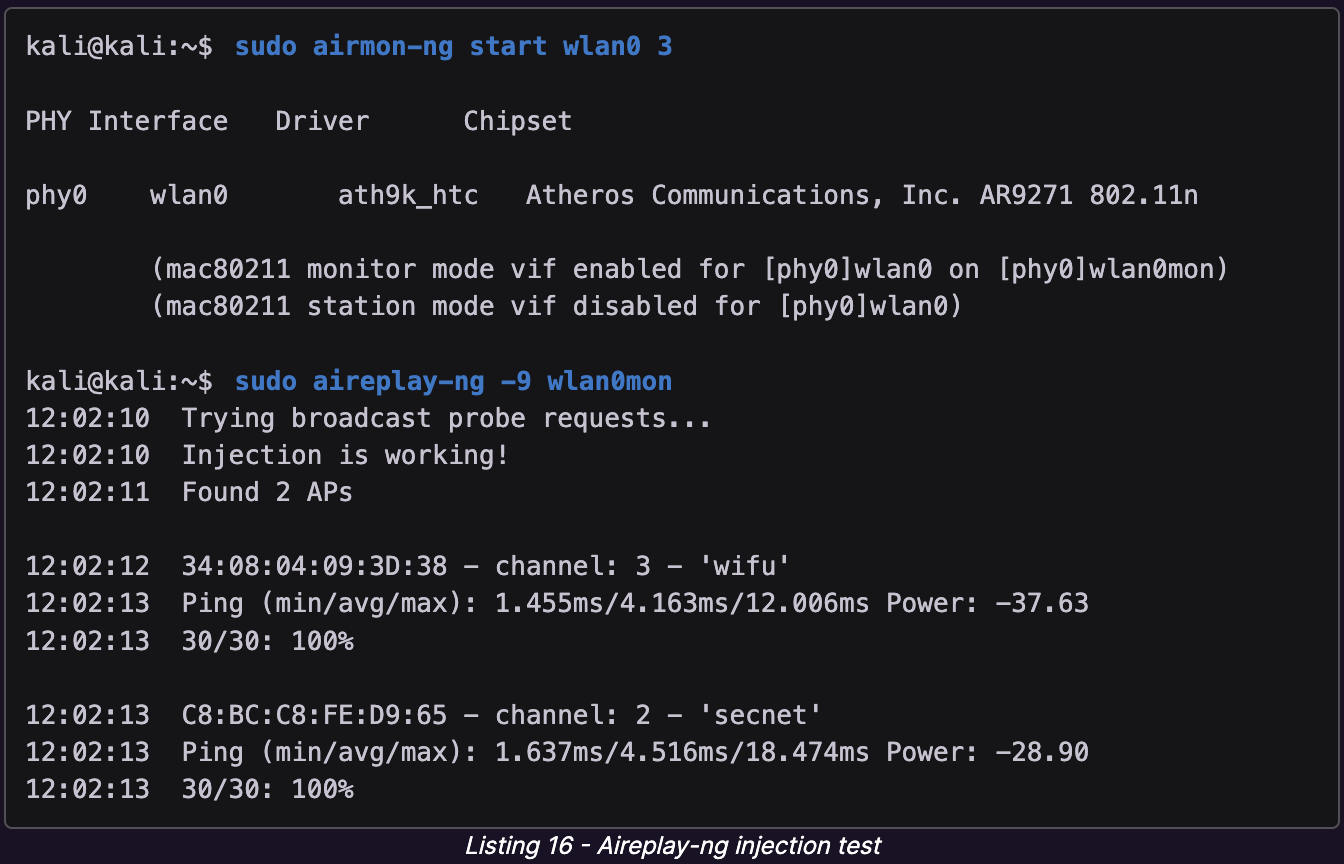 kali@kali:~$ sudo airmon-ng start wlan0 3
PHY Interface   Driver      Chipset
phy0    wlan0       ath9k_htc   Atheros Communications, Inc. AR9271 802.11n
(mac80211 monitor mode vif enabled for [phy0]wlan0 on [phy0]wlan0mon)
(mac80211 station mode vif disabled for [phy0]wlan0)
kali@kali:~$ sudo aireplay-ng -9 wlan0mon
12:02:10  Trying broadcast probe requests...
12:02:10  Injection is working!
12:02:11  Found 2 APs
12:02:12  34:08:04:09:3D:38 - channel: 3 - 'wifu'
12:02:13  Ping (min/avg/max): 1.455ms/4.163ms/12.006ms Power: -37.63
12:02:13  30/30: 100%
12:02:13  C8:BC:C8:FE:D9:65 - channel: 2 - 'secnet'
12:02:13  Ping (min/avg/max): 1.637ms/4.516ms/18.474ms Power: -28.90
12:02:13  30/30: 100%
Listing 16 - Aireplay-ng injection test